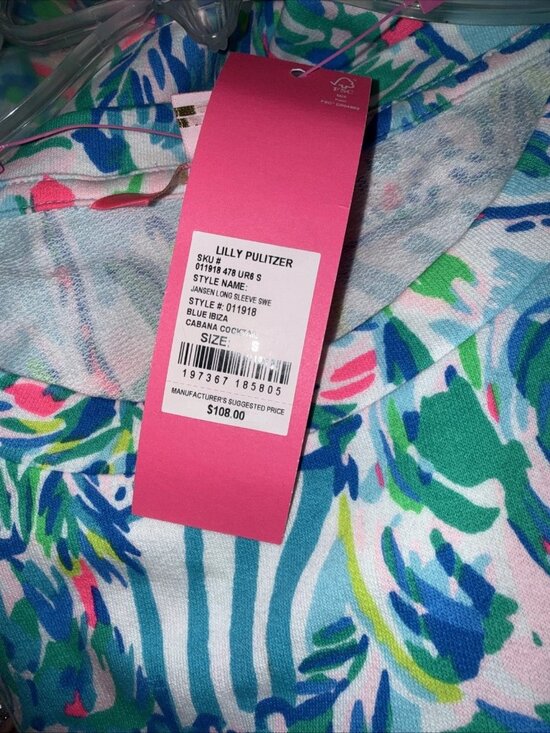 FSC
LILLY PULITZER
SKU #
011918 478 UR6 S
STYLE NAME:
JANSEN LONG SLEEVE SWE
STYLE #: 011918
BLUE IBIZA
CABANA COCKTAIL
SIZE:
197367 185805
MANUFACTURER'S SUGGESTED PRICE
$108.00